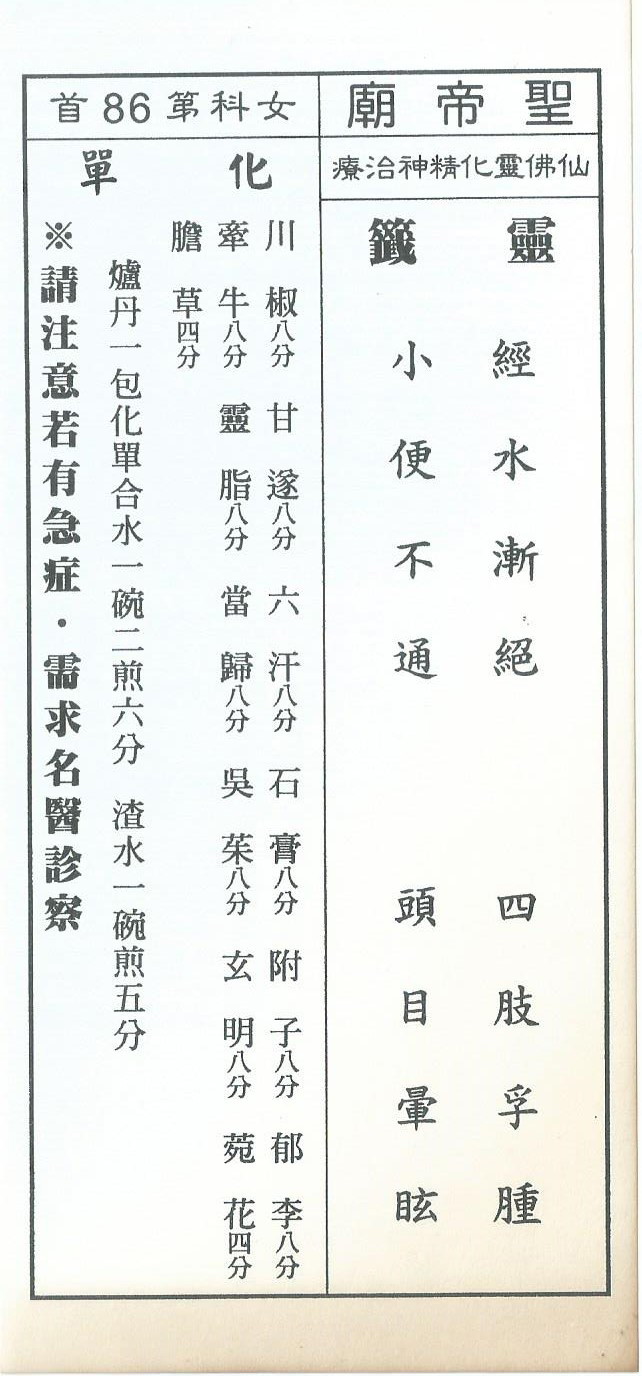 聖帝廟
仙佛靈化精神治療
靈籤
經水漸絕 四肢孚腫
小便不通 頭目暈眩
女科第86首
化單
川椒八分 甘遂八分 六汗八分 石膏八分 附子八分 郁李八分
牽牛八分 靈脂八分 當歸八分 吳茱八分 玄明八分 菀花四分
膽草四分
爐丹一包化單合水一碗二煎六分 渣水一碗煎五分
※請注意若有急症・需求名醫診察